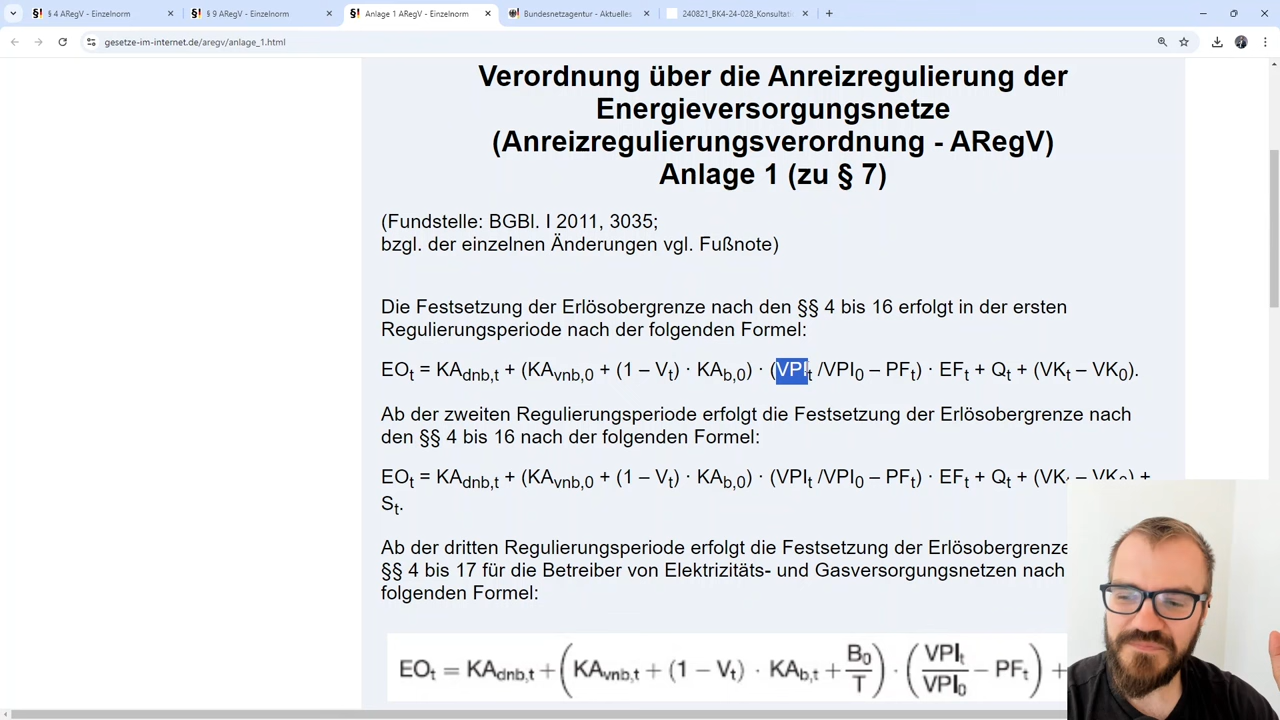 § 4 ARegV - Einzelnorm
§ 9 ARegV - Einzelnorm
Anlage 1 ARegV - Einzelnorm
Bundesnetzagentur - Aktuelles
240821_BK4-24-028_Konsultati
gesetze-im-internet.de/aregv/anlage_1.html
Verordnung über die Anreizregulierung der
Energieversorgungsnetze
(Anreizregulierungsverordnung - ARegV)
Anlage 1 (zu § 7)
(Fundstelle: BGBl. I 2011, 3035;
bzgl. der einzelnen Änderungen vgl. Fußnote)
Die Festsetzung der Erlösobergrenze nach den §§ 4 bis 16 erfolgt in der ersten
Regulierungsperiode nach der folgenden Formel:
EOt = KAdnb,t + (KAvnb,0 + (1 – Vt) · KAb,0) · (VPIt /VPI0 – PFt) · EFt + Qt + (VKt – VK0).
Ab der zweiten Regulierungsperiode erfolgt die Festsetzung der Erlösobergrenze nach
den §§ 4 bis 16 nach der folgenden Formel:
EOt = KAdnb,t + (KAvnb,0 + (1 – Vt) · KAb,0) · (VPIt /VPI0 – PFt) · EFt + Qt + (VKt – VK0) +
St.
Ab der dritten Regulierungsperiode erfolgt die Festsetzung der Erlösobergrenze
§§ 4 bis 17 für die Betreiber von Elektrizitäts- und Gasversorgungsnetzen nach
folgenden Formel:
EOt = KAdnb,t + (KAvnb,t + (1 – Vt) · KAb,t + B0/T) · (VPIt/VPI0 – PFt) +